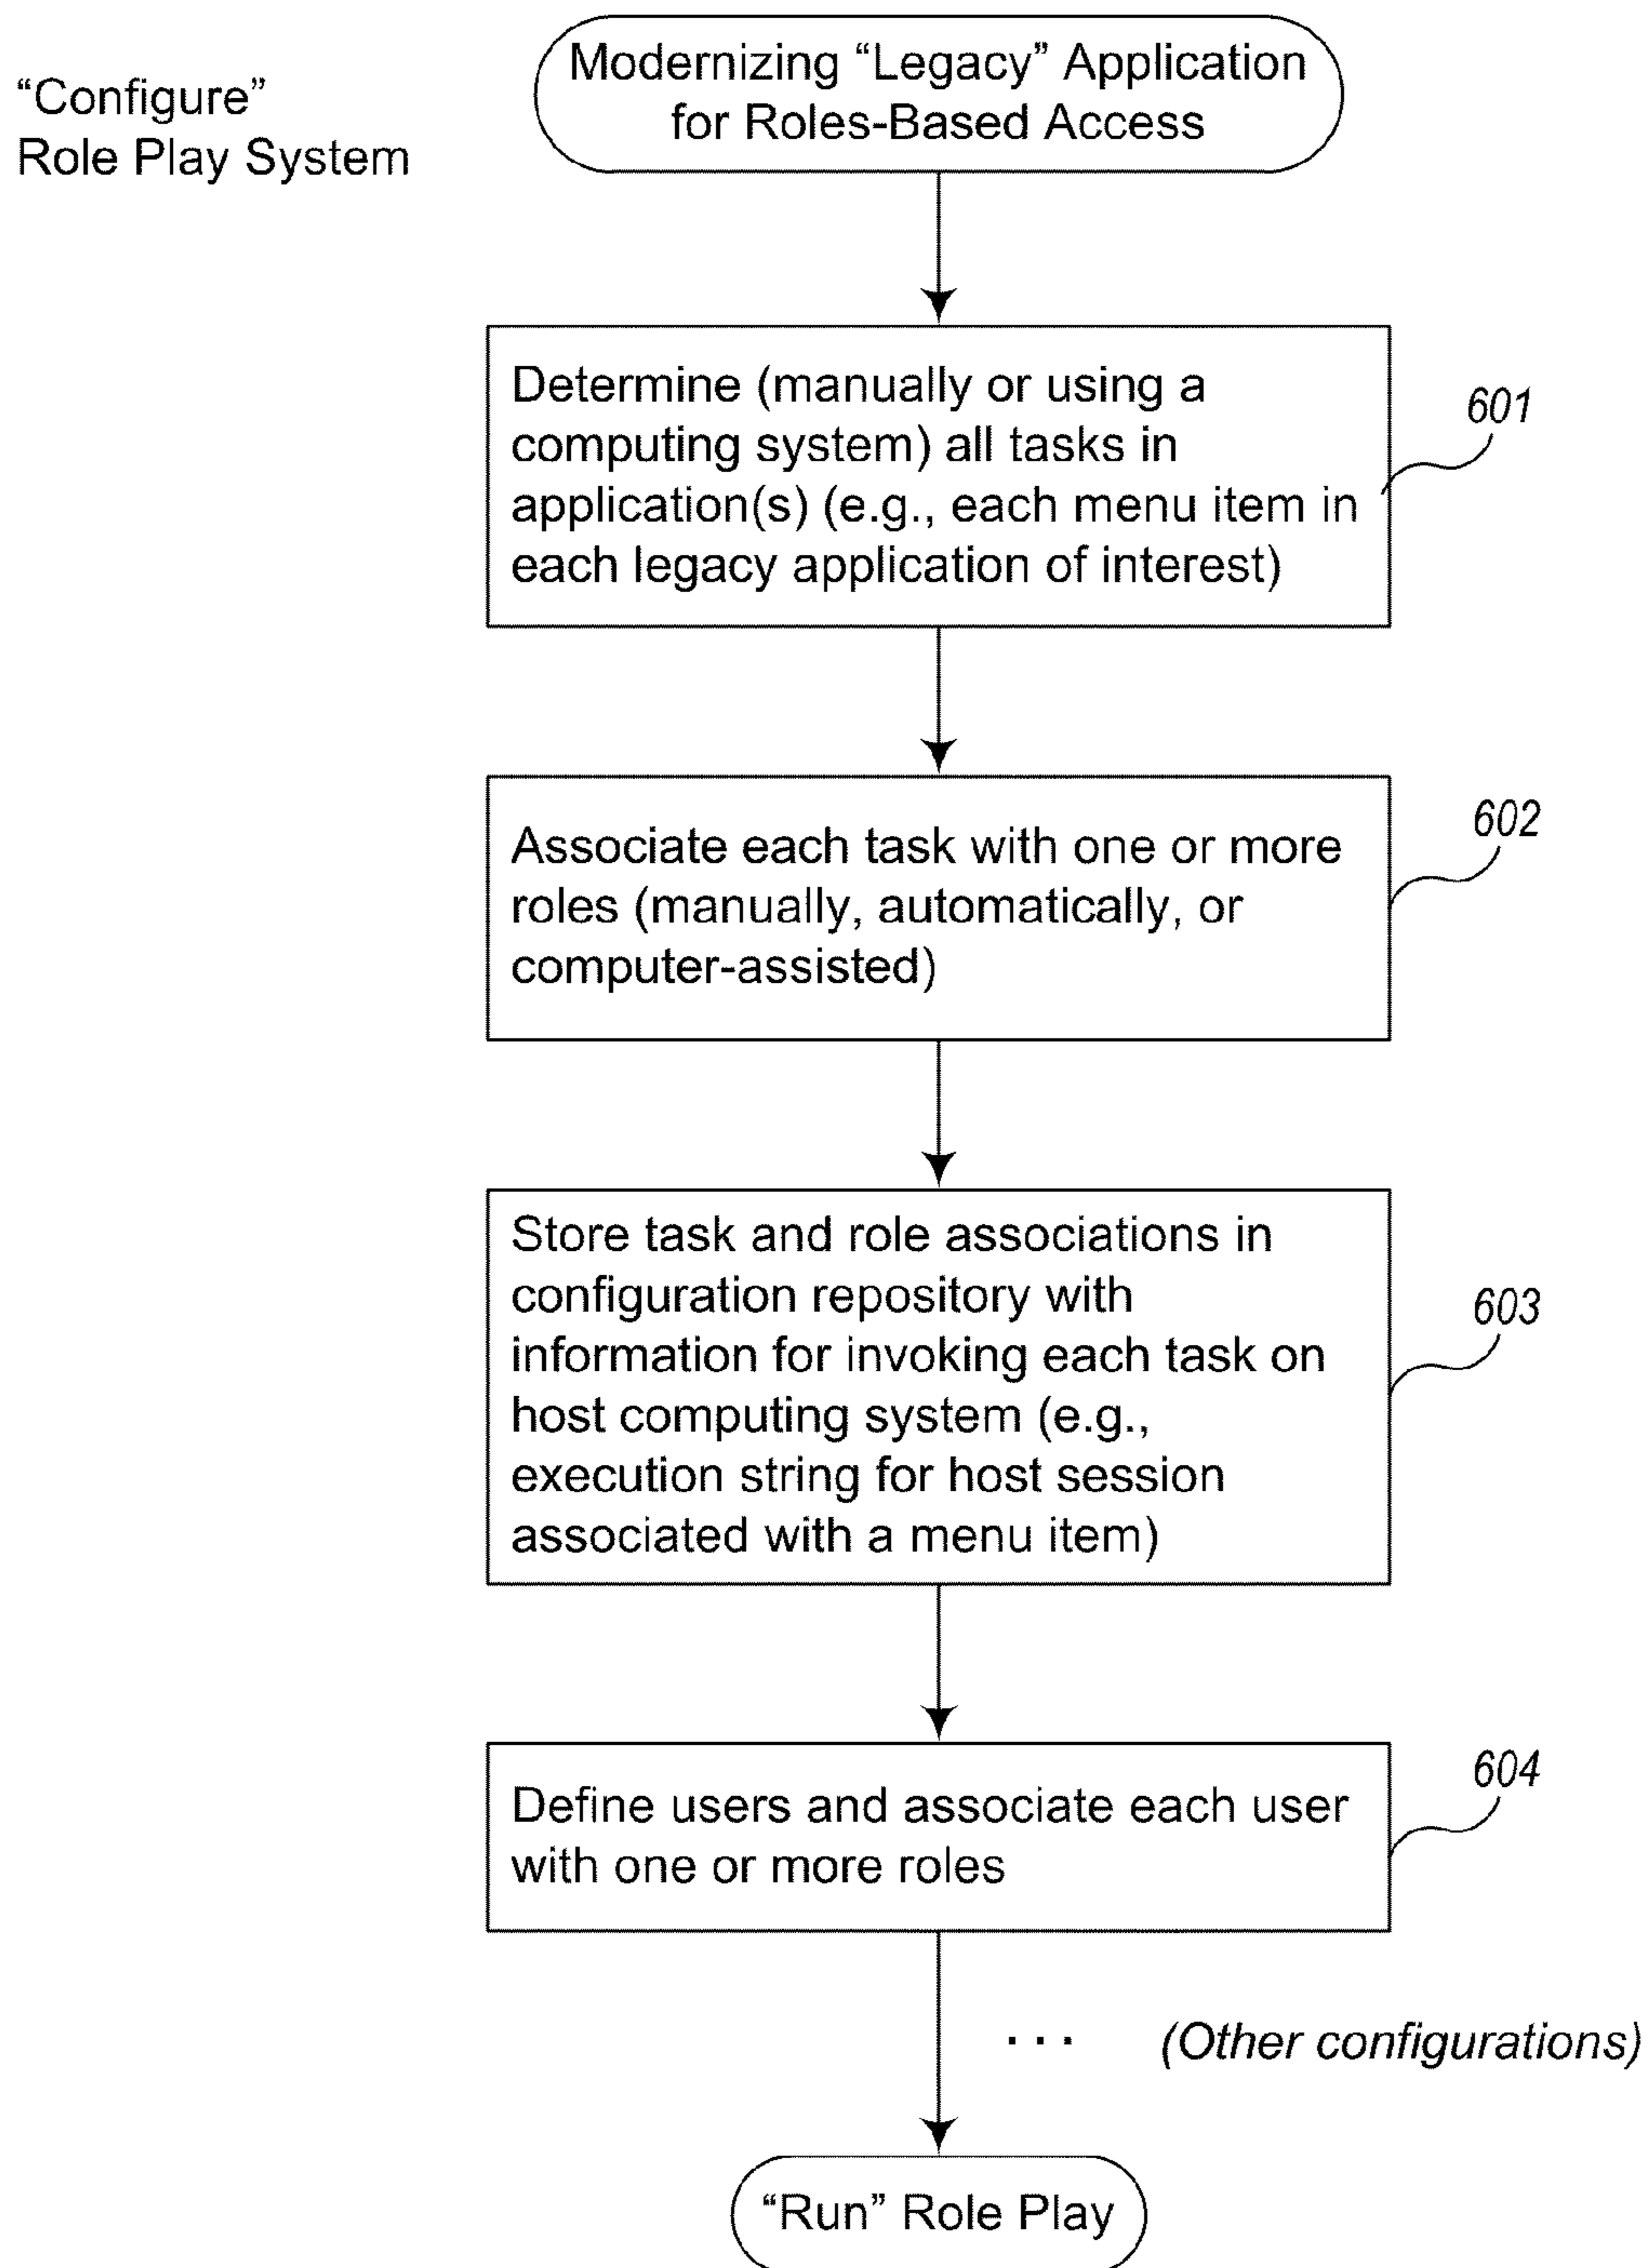 “Configure”
Role Play System
Modernizing “Legacy” Application
for Roles-Based Access
Determine (manually or using a
computing system) all tasks in
application(s) (e.g., each menu item in
each legacy application of interest)
601
Associate each task with one or more
roles (manually, automatically, or
computer-assisted)
602
Store task and role associations in
configuration repository with
information for invoking each task on
host computing system (e.g.,
execution string for host session
associated with a menu item)
603
Define users and associate each user
with one or more roles
604
... (Other configurations)
“Run” Role Play